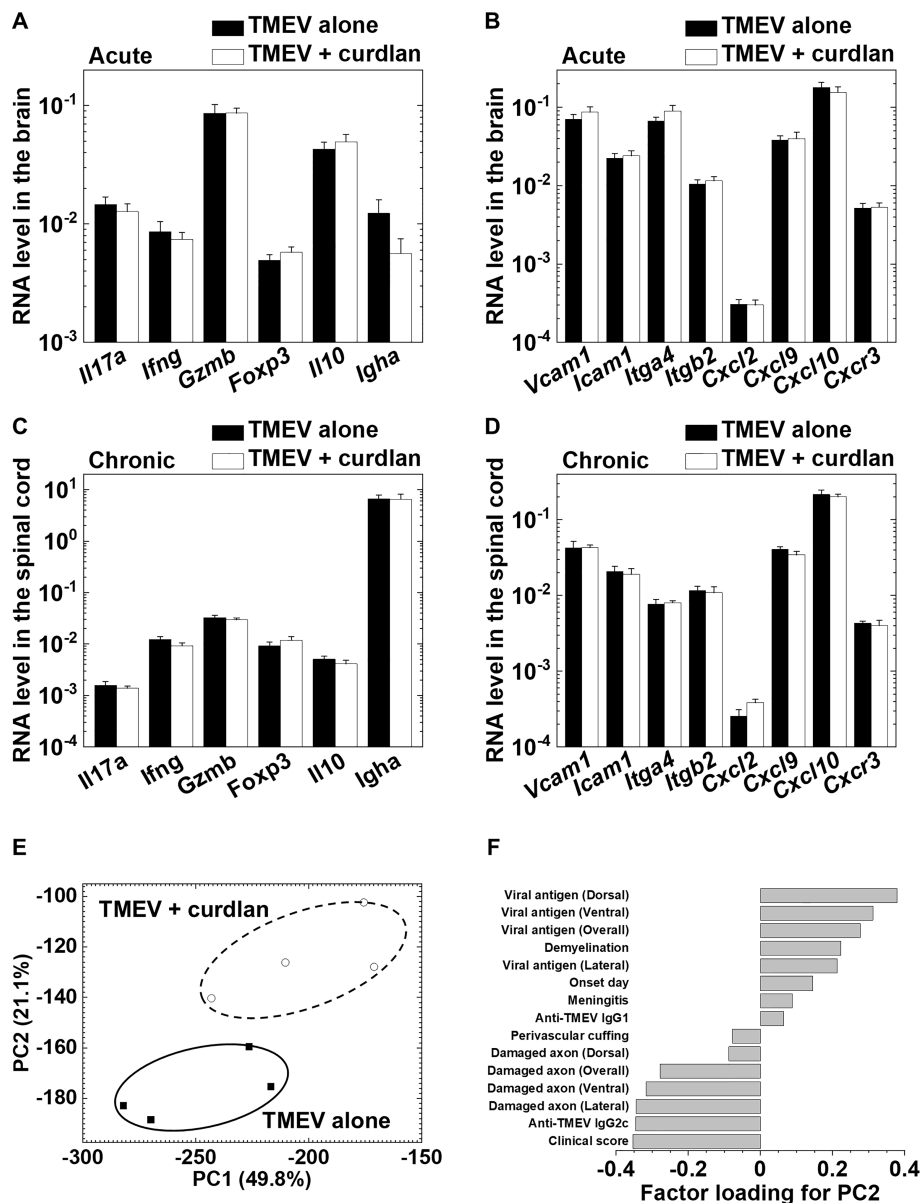 A
TMEV alone
TMEV + curdlan
Acute
RNA level in the brain
10⁻¹
10⁻²
10⁻³
Il17a
Ifng
Gzmb
Foxp3
Il10
Igha
B
TMEV alone
TMEV + curdlan
Acute
RNA level in the brain
10⁻¹
10⁻²
10⁻³
10⁻⁴
Vcam1
Icam1
Itga4
Itgb2
Cxcl2
Cxcl9
Cxcl10
Cxcr3
C
TMEV alone
TMEV + curdlan
Chronic
RNA level in the spinal cord
10¹
10⁰
10⁻¹
10⁻²
10⁻³
10⁻⁴
Il17a
Ifng
Gzmb
Foxp3
Il10
Igha
D
TMEV alone
TMEV + curdlan
Chronic
RNA level in the spinal cord
10⁻¹
10⁻²
10⁻³
10⁻⁴
Vcam1
Icam1
Itga4
Itgb2
Cxcl2
Cxcl9
Cxcl10
Cxcr3
E
TMEV + curdlan
TMEV alone
PC2 (21.1%)
-100
-120
-140
-160
-180
-300
-250
-200
-150
PC1 (49.8%)
F
Viral antigen (Dorsal)
Viral antigen (Ventral)
Viral antigen (Overall)
Demyelination
Viral antigen (Lateral)
Onset day
Meningitis
Anti-TMEV IgG1
Perivascular cuffing
Damaged axon (Dorsal)
Damaged axon (Overall)
Damaged axon (Ventral)
Damaged axon (Lateral)
Anti-TMEV IgG2c
Clinical score
-0.4
-0.2
0
0.2
0.4
Factor loading for PC2